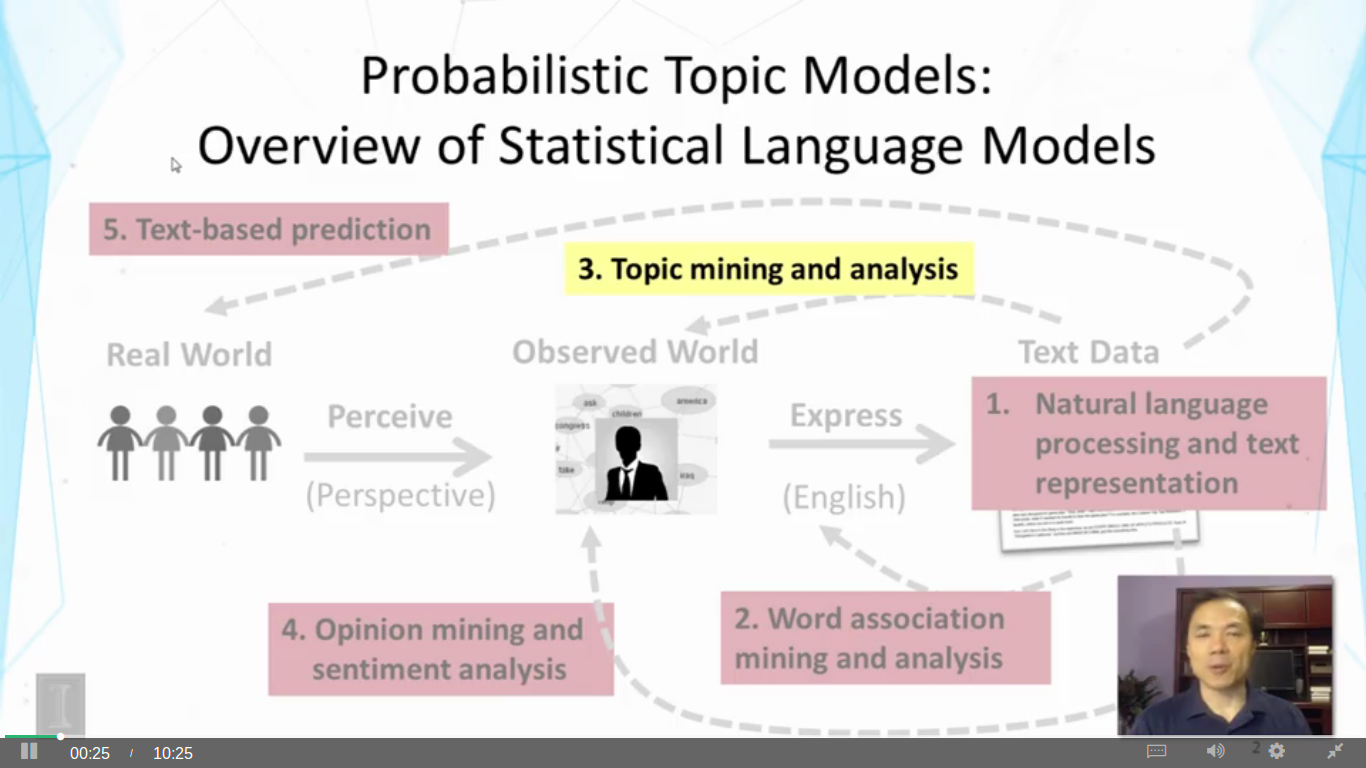 Probabilistic Topic Models:
Overview of Statistical Language Models
5. Text-based prediction
3. Topic mining and analysis
Real World
Observed World
Text Data
Perceive
(Perspective)
ask
america
children
take
iraq
Express
(English)
1. Natural language
processing and text
representation
4. Opinion mining and
sentiment analysis
2. Word association
mining and analysis
I
00:25 / 10:25
2